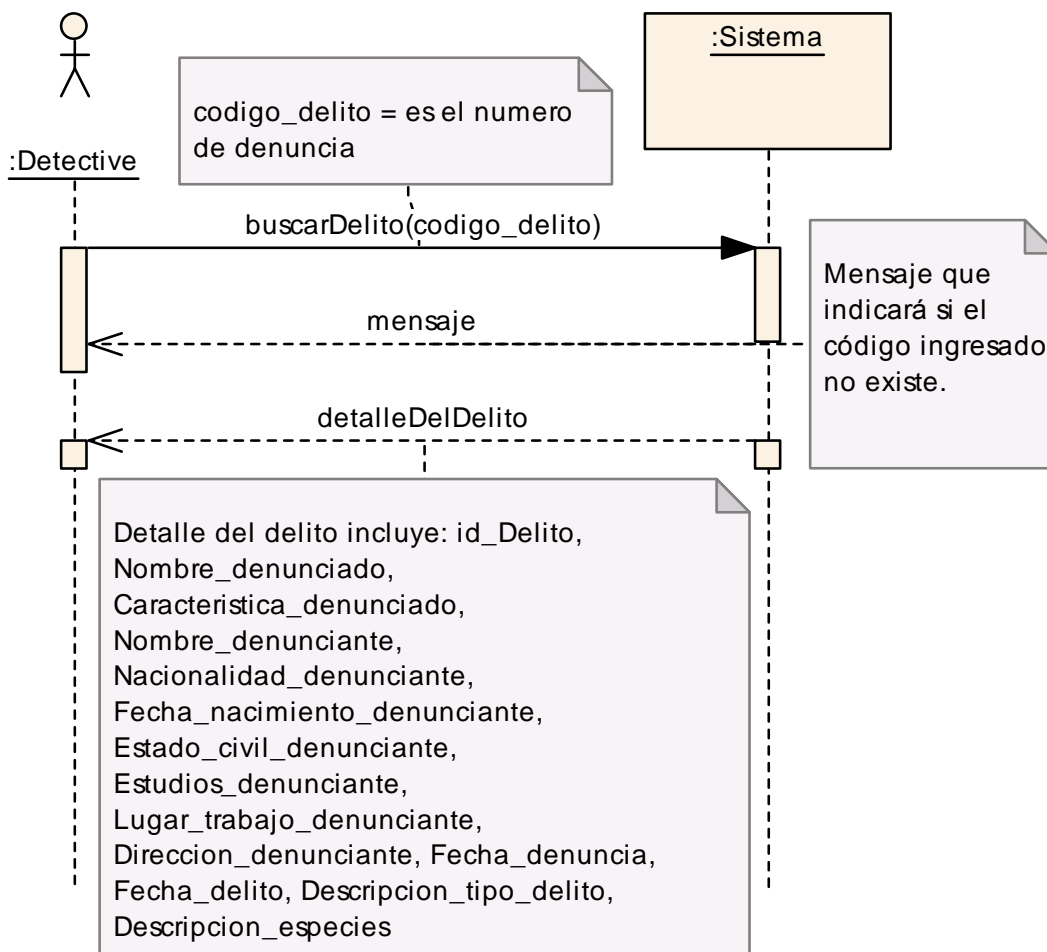 :Sistema
codigo_delito = es el numero
de denuncia
:Detective
buscarDelito(codigo_delito)
Mensaje que
indicará si el
código ingresado
no existe.
mensaje
detalleDelDelito
Detalle del delito incluye: id_Delito,
Nombre_denunciado,
Caracteristica_denunciado,
Nombre_denunciante,
Nacionalidad_denunciante,
Fecha_nacimiento_denunciante,
Estado_civil_denunciante,
Estudios_denunciante,
Lugar_trabajo_denunciante,
Direccion_denunciante, Fecha_denuncia,
Fecha_delito, Descripcion_tipo_delito,
Descripcion_especies